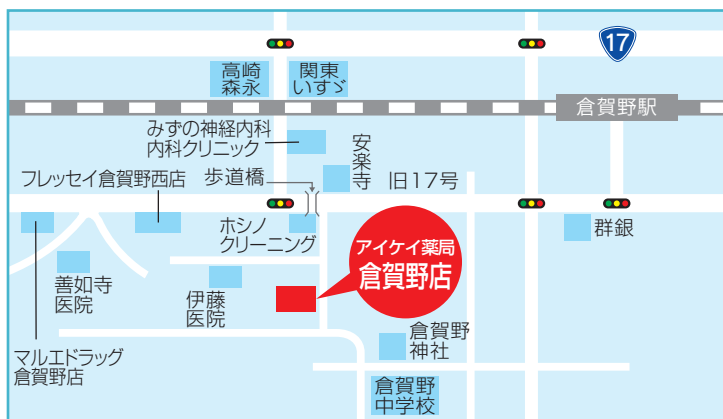 17
高崎
森永
関東
いすゞ
倉賀野駅
みずの神経内科
内科クリニック
安楽寺
フレッセイ倉賀野西店
歩道橋
旧17号
ホシノ
クリーニング
アイケイ薬局
倉賀野店
群銀
善如寺
医院
伊藤
医院
倉賀野
神社
マルエドラッグ
倉賀野店
倉賀野
中学校